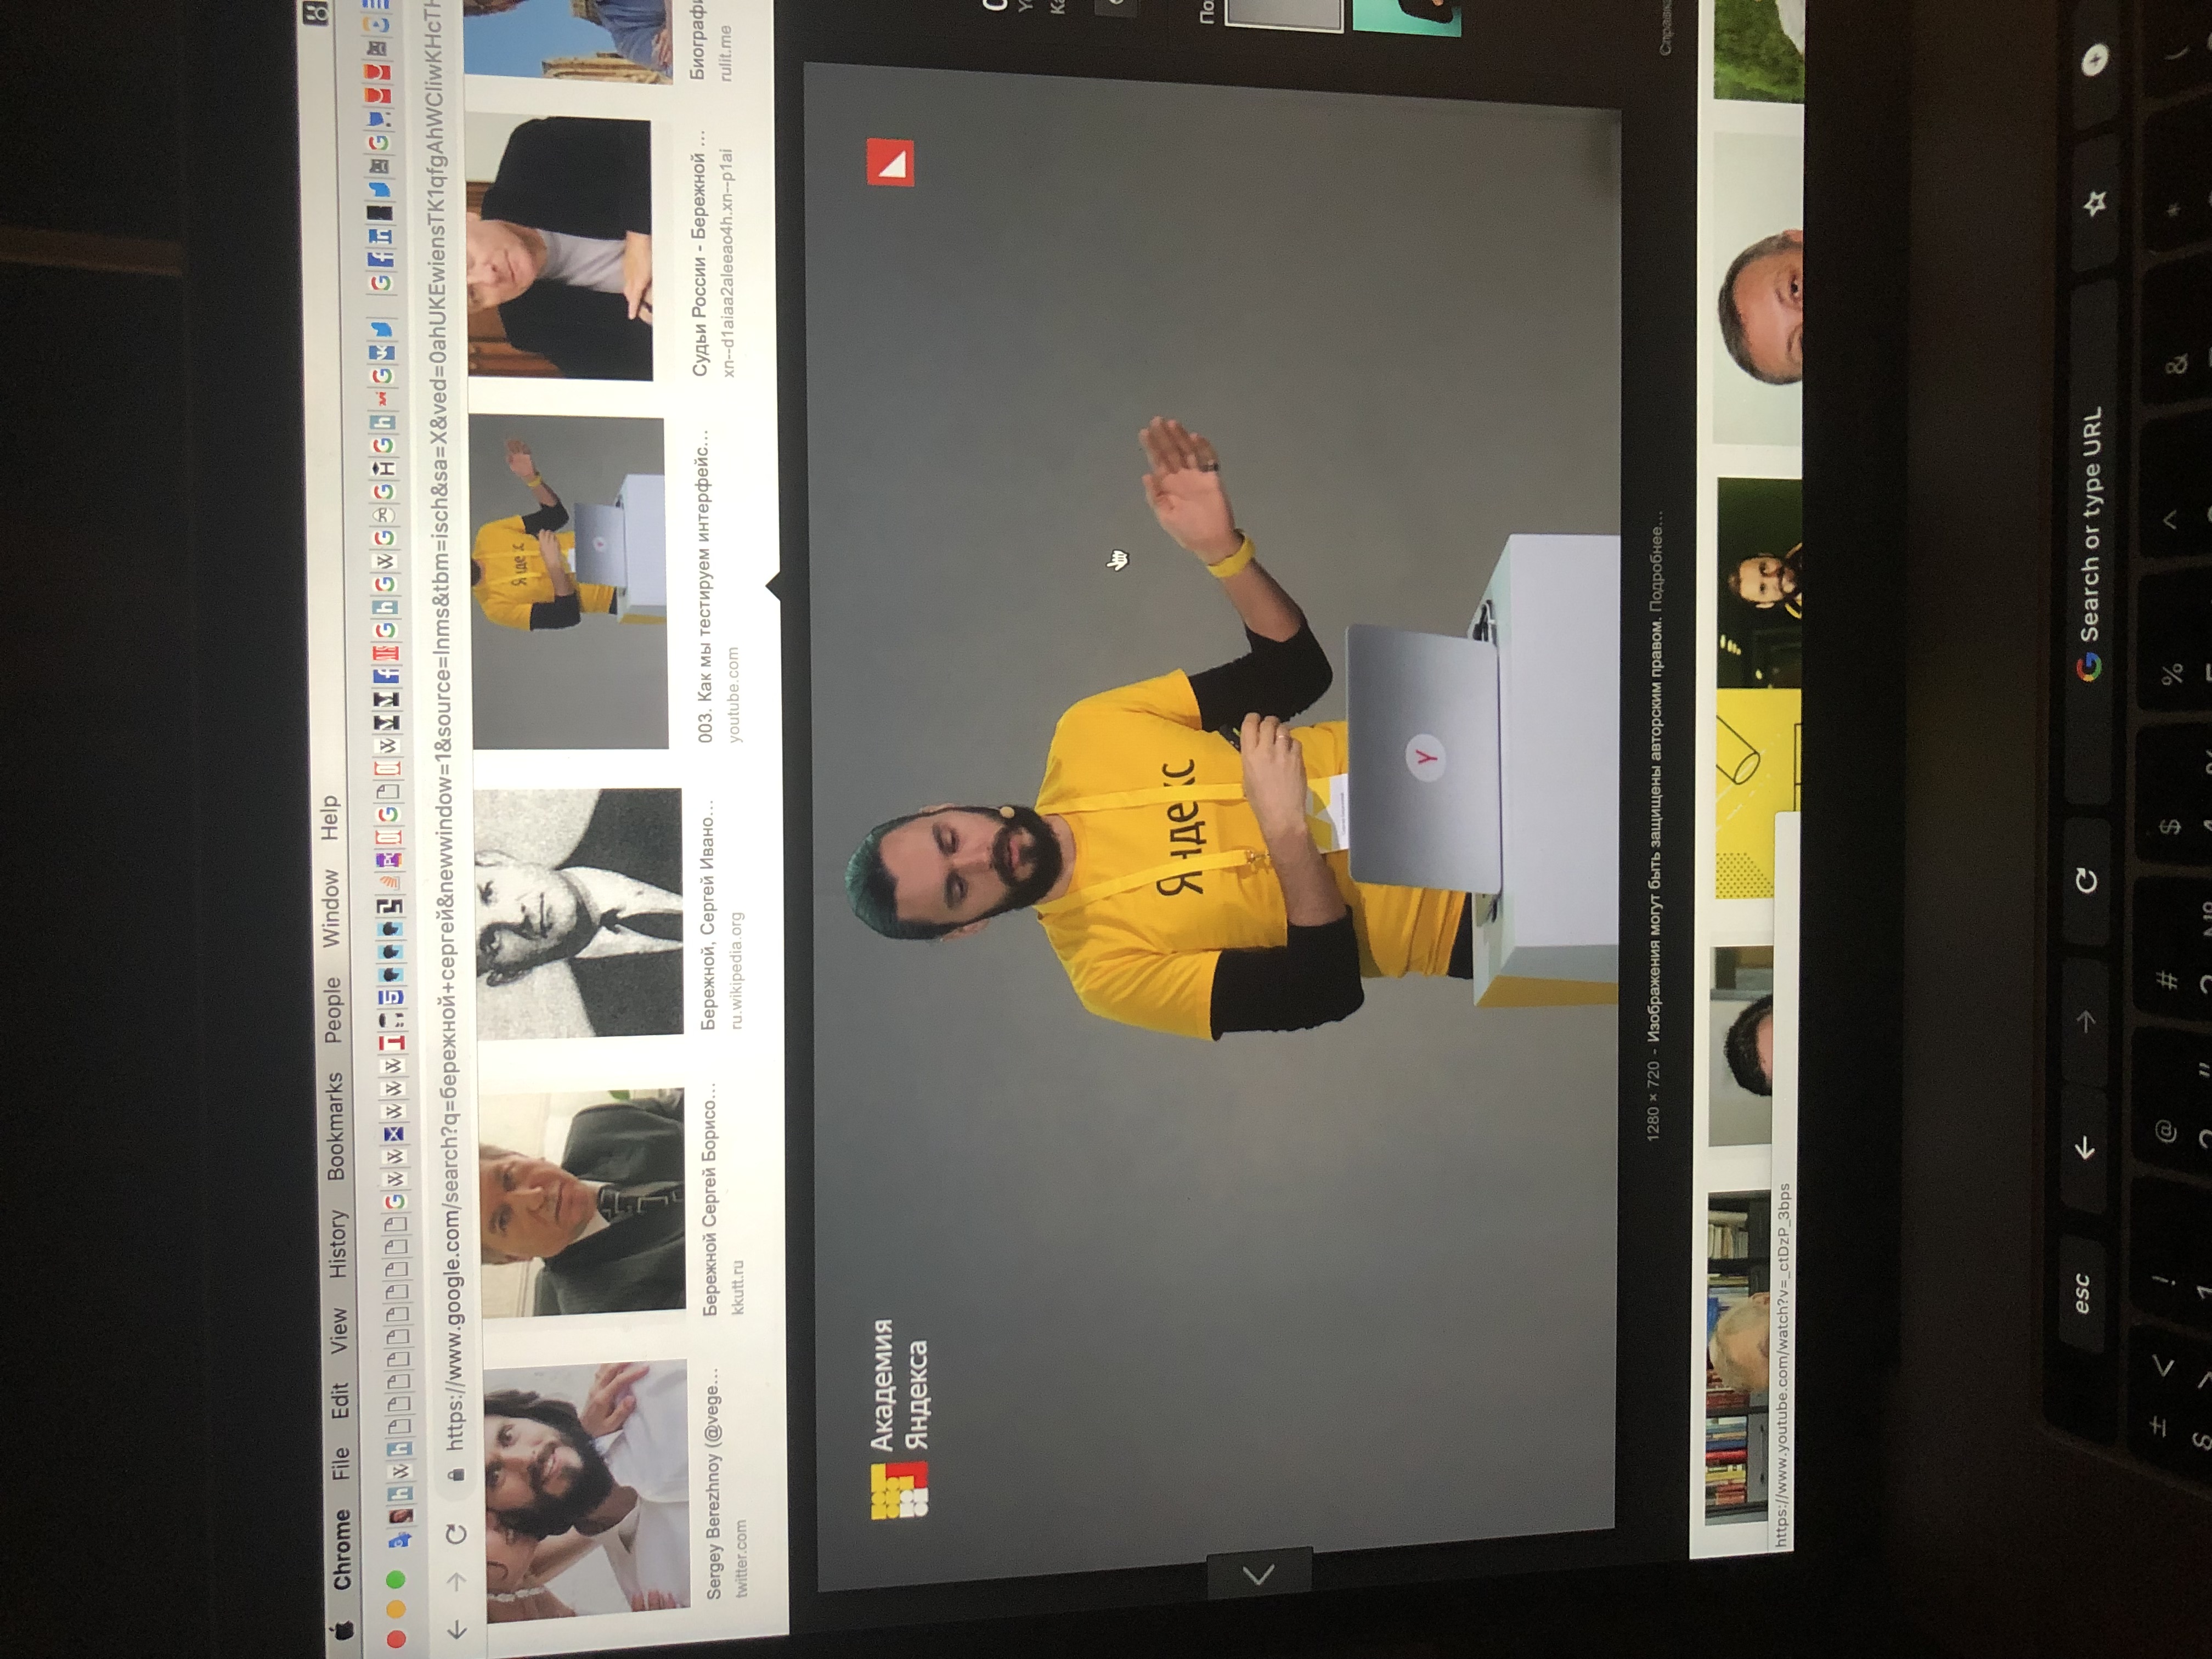 Chrome File Edit View History Bookmarks People Window Help
https://www.google.com/search?q=бережной+сергей&newwindow=1&source=lnms&tbm=isch&sa=X&ved=0ahUKEwiensTK1qfgAhWCliwKHcTH
Яндекс
Sergey Berezhnoy (@vege...
twitter.com
Бережной Сергей Борисо...
kkutt.ru
Бережной, Сергей Ивано...
ru.wikipedia.org
003. Как мы тестируем интерфейс...
youtube.com
Судьи России - Бережной ...
xn--d1aiaa2aleeao4h.xn--p1ai
Биограф
rulit.me
Академия
Яндекса
Яндекс
Y
По
1280 × 720 - Изображения могут быть защищены авторским правом. Подробнее...
Справк
https://www.youtube.com/watch?v=_ctDzP_3bps
esc
Search or type URL
± < ! @ # $ % ^ & * (
§ > 1